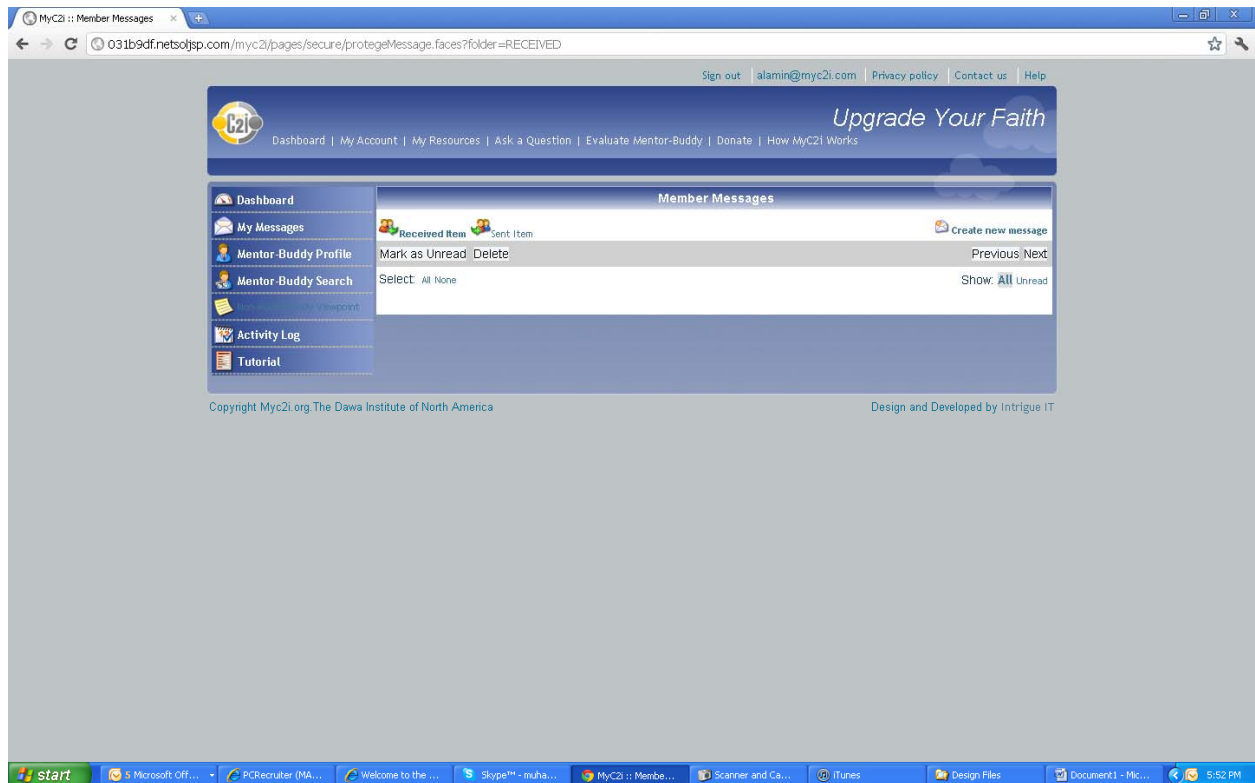 MyC2i :: Member Messages
031b9df.netsoljsp.com/myc2i/pages/secure/protegeMessage.faces?folder=RECEIVED
Sign out alamin@myc2i.com Privacy policy Contact us Help
C2i
Upgrade Your Faith
Dashboard | My Account | My Resources | Ask a Question | Evaluate Mentor-Buddy | Donate | How MyC2i Works
Dashboard
My Messages
Mentor-Buddy Profile
Mentor-Buddy Search
Viewpoint
Activity Log
Tutorial
Member Messages
Received Item Sent Item Create new message
Mark as Unread Delete Previous Next
Select: All None Show: All Unread
Copyright Myc2i.org.The Dawa Institute of North America Design and Developed by Intrigue IT
start 5 Microsoft Off... PCRecruiter (MA... Welcome to the ... Skype™ - muha... MyC2i :: Membe... Scanner and Ca... iTunes Design Files Document1 - Mic... 5:52 PM